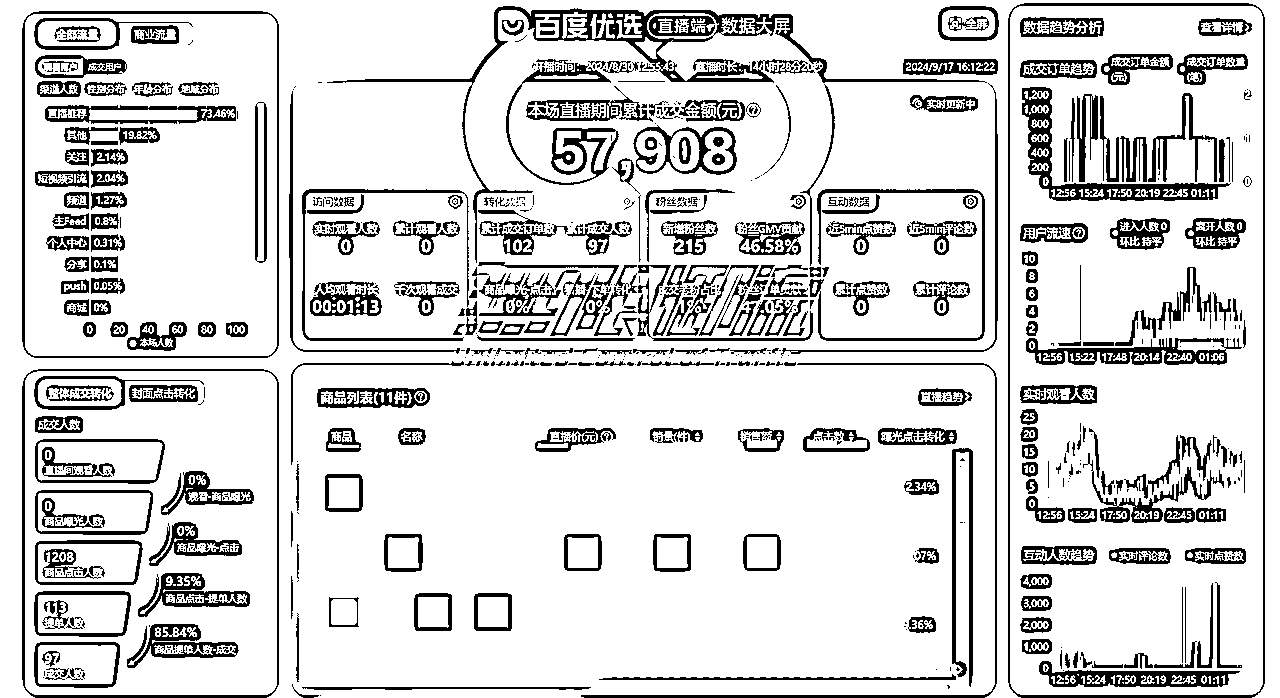 百度优选 直播端 数据大屏
全屏
开播时间：2024/8/30 12:55:43 直播时长：14小时28分20秒
2024/9/17 16:12:22
本场直播期间累计成交金额(元)
实时更新中
57,908
访问数据
实时观看人数 累计观看人数
0 0
人均观看时长 千次观看成交
00:01:13 0
转化数据
累计成交订单数 累计成交人数
102 97
商品曝光-点击
0%
粉丝数据
新增粉丝数 粉丝GMV贡献
215 46.58%
互动数据
近5min点赞数 近5min评论数
0 0
累计点赞数 累计评论数
0 0
全部流量 商业流量
观看用户 成交用户
渠道人数 性别分布 年龄分布 地域分布
直播推荐 73.46%
其他 19.82%
关注 2.14%
短视频引流 2.04%
频道 1.27%
主Feed 0.8%
个人中心 0.31%
分享 0.1%
push 0.05%
商城 0%
0 20 40 60 80 100
本场人数
整体成交转化 封面点击转化
成交人数
0
直播间观看人数
0%
观看-商品曝光
0
商品曝光人数
0%
商品曝光-点击
1208
商品点击人数
9.35%
商品点击-提单人数
113
提单人数
85.84%
商品提单人数-成交
97
成交人数
商品列表(11件)
直播趋势
商品 名称 直播价(元) 销量(件) 销售额 点击数 曝光点击转化
2.34%
07%
.36%
数据趋势分析
查看详情
成交订单趋势
成交订单金额(元)
成交订单数量(笔)
1,200
1,000
800
600
400
200
0
12:56 15:24 17:50 20:19 22:45 01:11
用户流速
进入人数 0
环比 持平
离开人数 0
环比 持平
10
8
6
4
2
0
12:56 15:22 17:48 20:14 22:40 01:06
实时观看人数
25
20
15
10
5
0
12:56 15:24 17:50 20:19 22:45 01:11
互动人数趋势 实时评论数 实时点赞数
4,000
3,000
2,000
1,000
0
12:56 15:24 17:50 20:19 22:45 01:11